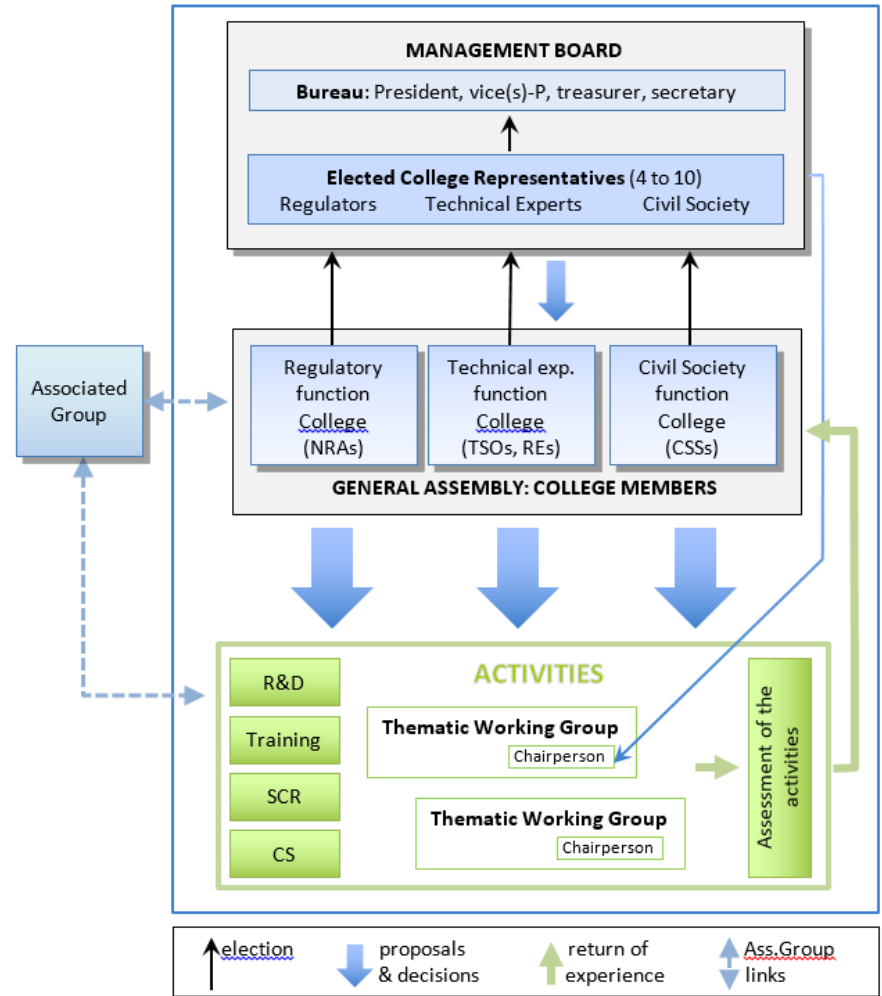 MANAGEMENT BOARD
Bureau: President, vice(s)-P, treasurer, secretary
Elected College Representatives (4 to 10)
Regulators Technical Experts Civil Society
Associated
Group
Regulatory
function
College
(NRAs)
Technical exp.
function
College
(TSOs, REs)
Civil Society
function
College
(CSSs)
GENERAL ASSEMBLY: COLLEGE MEMBERS
ACTIVITIES
R&D
Training
SCR
CS
Thematic Working Group
Chairperson
Thematic Working Group
Chairperson
Assessment of the
activities
election
proposals
& decisions
return of
experience
Ass.Group
links